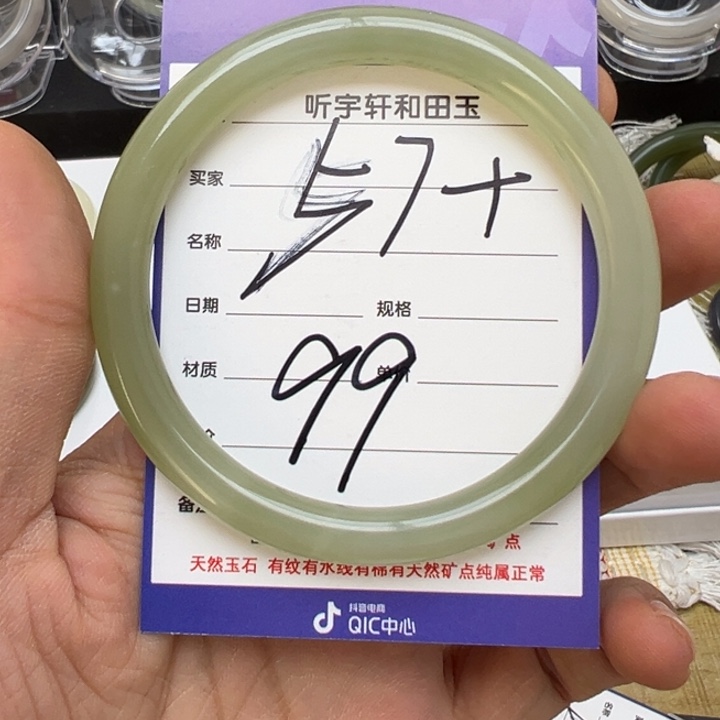 听宇轩和田玉
买家
57+
名称
日期 规格
材质
99
天然玉石 有纹有水线有棉有天然矿点纯属正常
抖音电商
QIC中心